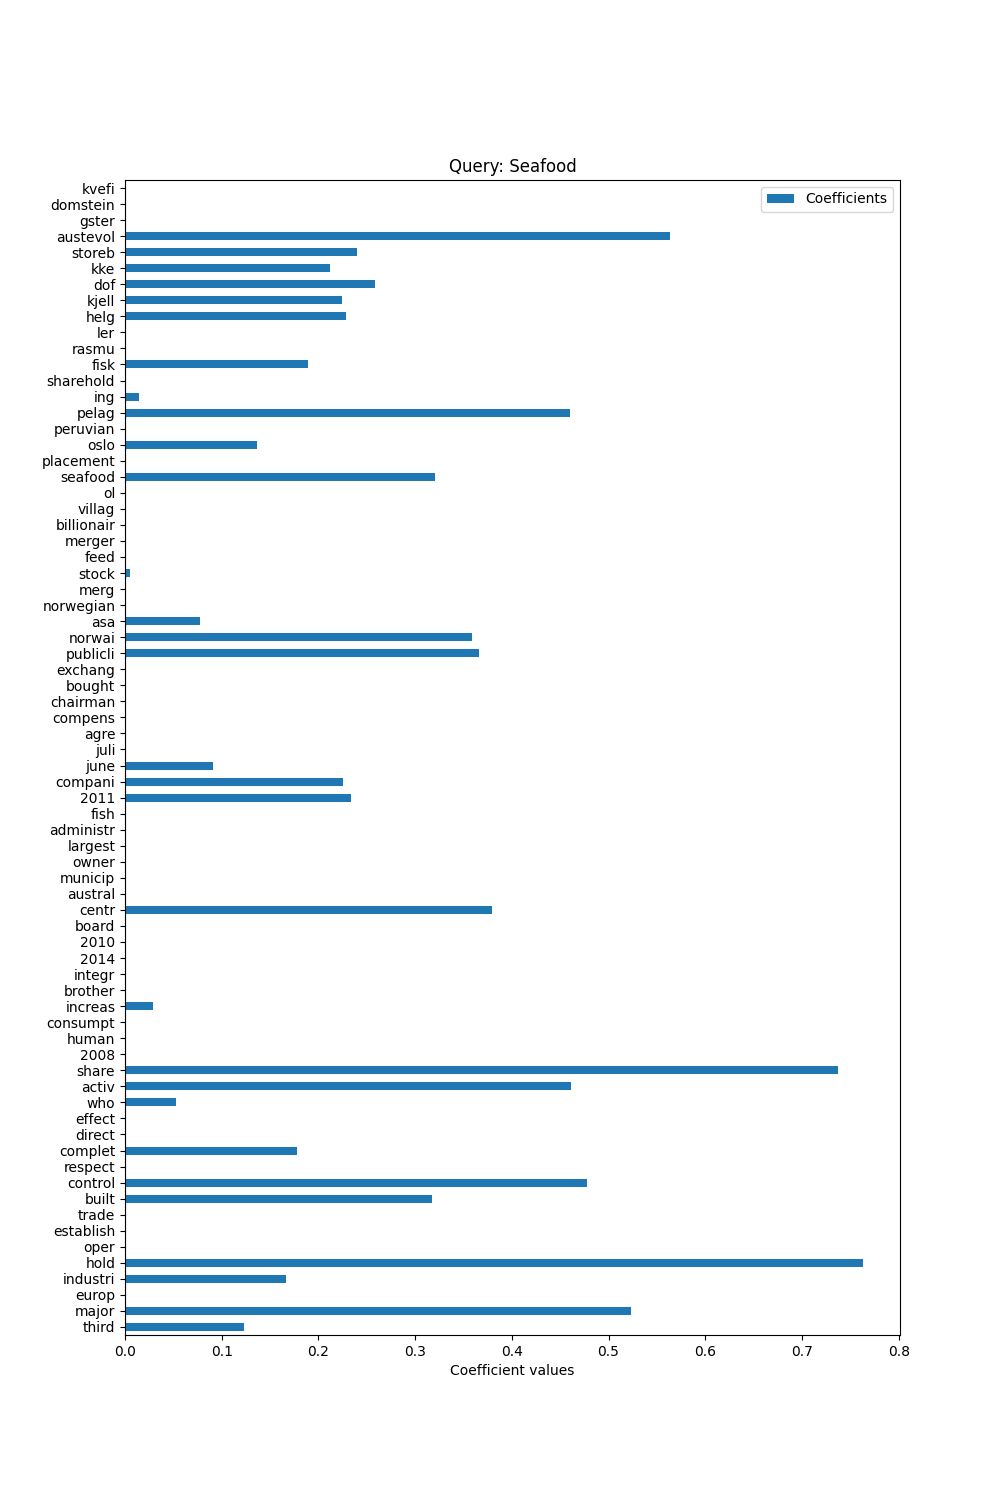 Query: Seafood
Coefficients
kvefi
domstein
gster
austevol
storeb
kke
dof
kjell
helg
ler
rasmu
fisk
sharehold
ing
pelag
peruvian
oslo
placement
seafood
ol
villag
billionair
merger
feed
stock
merg
norwegian
asa
norwai
publicli
exchang
bought
chairman
compens
agre
juli
june
compani
2011
fish
administr
largest
owner
municip
austral
centr
board
2010
2014
integr
brother
increas
consumpt
human
2008
share
activ
who
effect
direct
complet
respect
control
built
trade
establish
oper
hold
industri
europ
major
third
0.0 0.1 0.2 0.3 0.4 0.5 0.6 0.7 0.8
Coefficient values